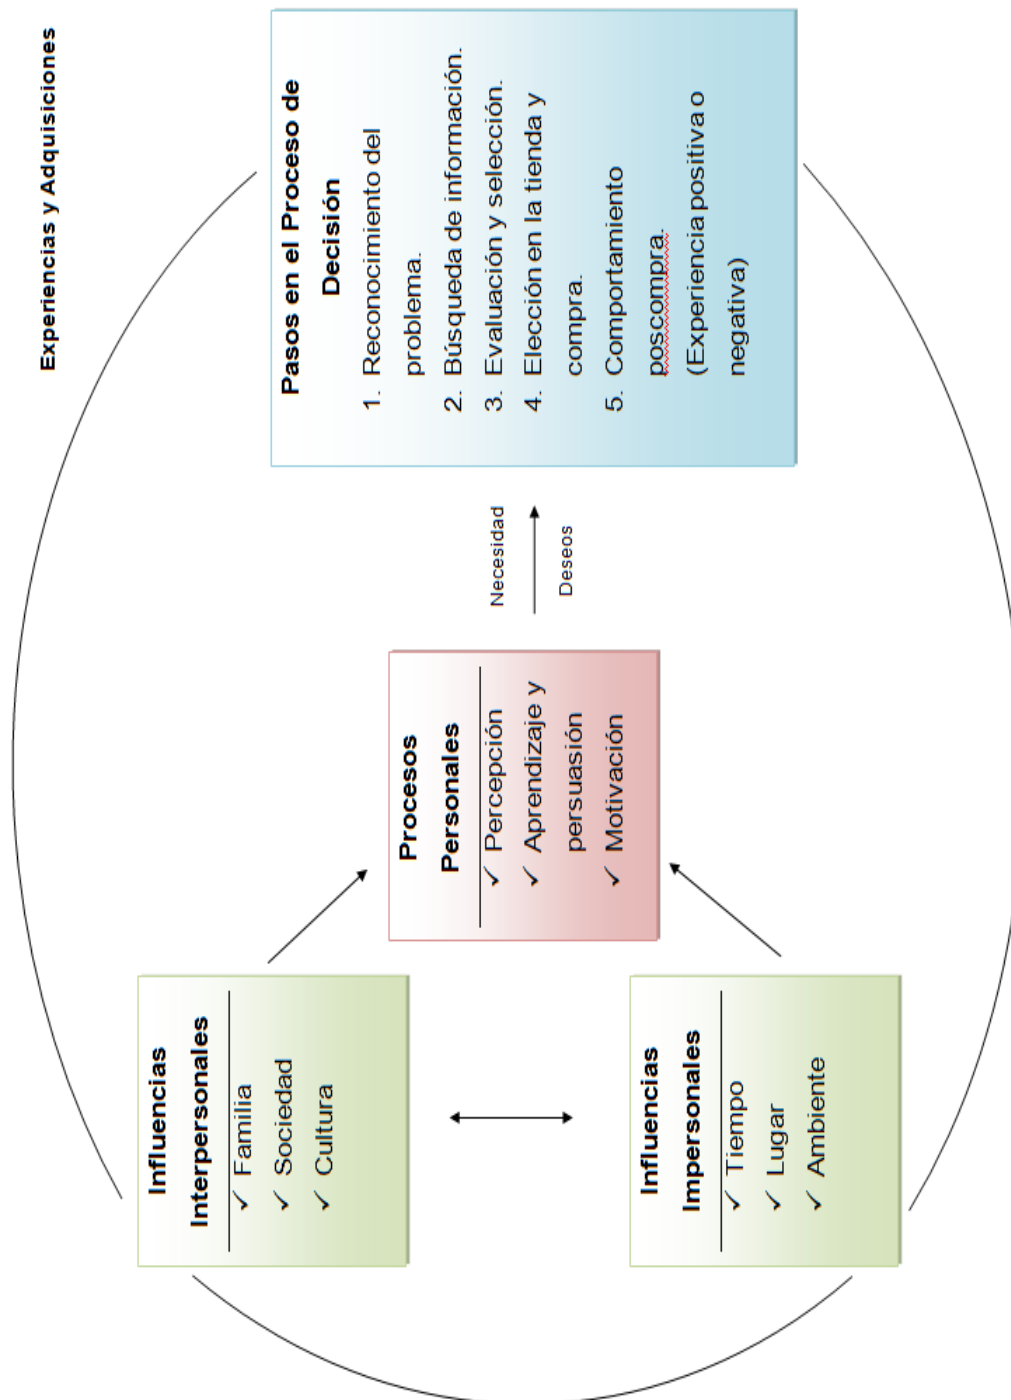 Experiencias y Adquisiciones
Influencias
Interpersonales
✓ Familia
✓ Sociedad
✓ Cultura
Influencias
Impersonales
✓ Tiempo
✓ Lugar
✓ Ambiente
Procesos
Personales
✓ Percepción
✓ Aprendizaje y
persuasión
✓ Motivación
Necesidad
Deseos
Pasos en el Proceso de
Decisión
1. Reconocimiento del
problema.
2. Búsqueda de información.
3. Evaluación y selección.
4. Elección en la tienda y
compra.
5. Comportamiento
poscompra.
(Experiencia positiva o
negativa)